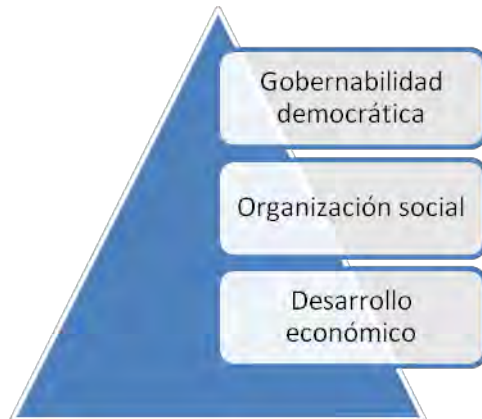 Gobernabilidad
democrática
Organización social
Desarrollo
económico